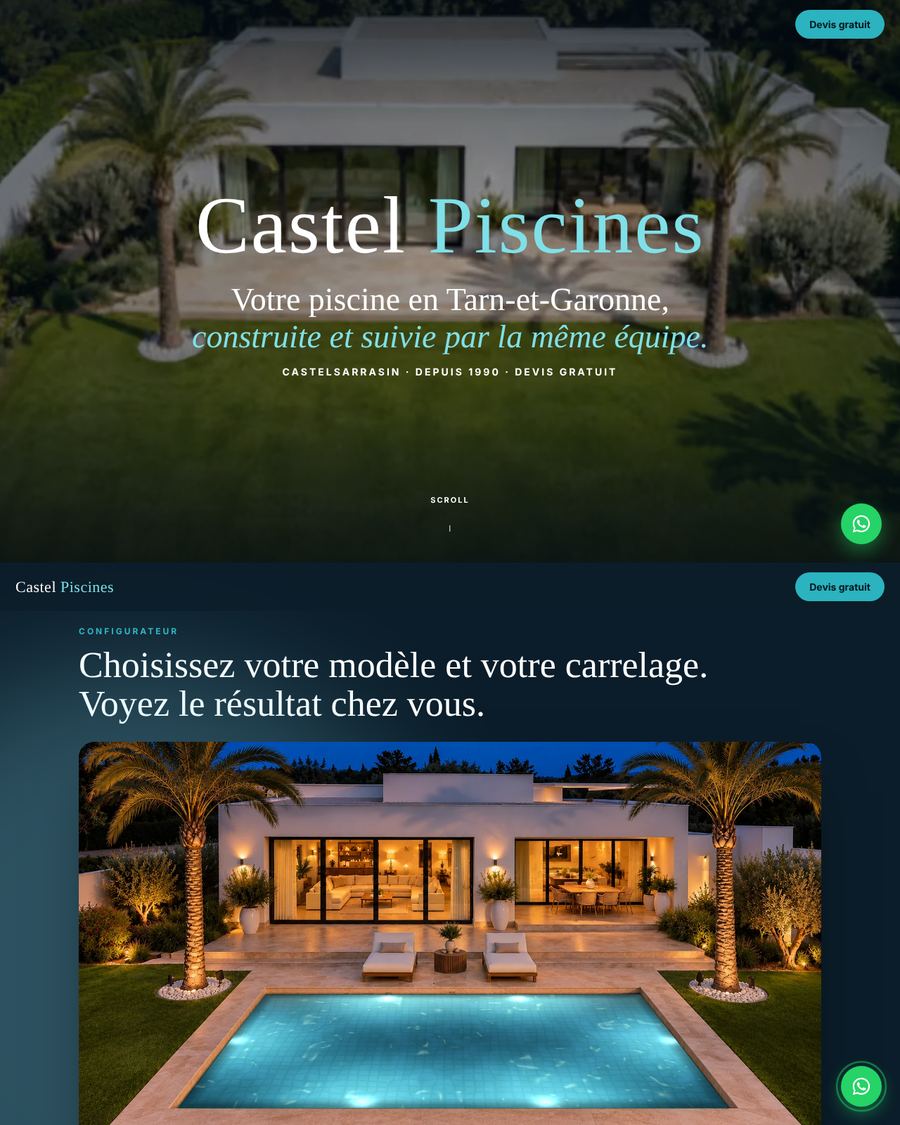 Devis gratuit
Castel Piscines
Votre piscine en Tarn-et-Garonne,
construite et suivie par la même équipe.
CASTELSARRASIN · DEPUIS 1990 · DEVIS GRATUIT
SCROLL
Castel Piscines
Devis gratuit
CONFIGURATEUR
Choisissez votre modèle et votre carrelage.
Voyez le résultat chez vous.